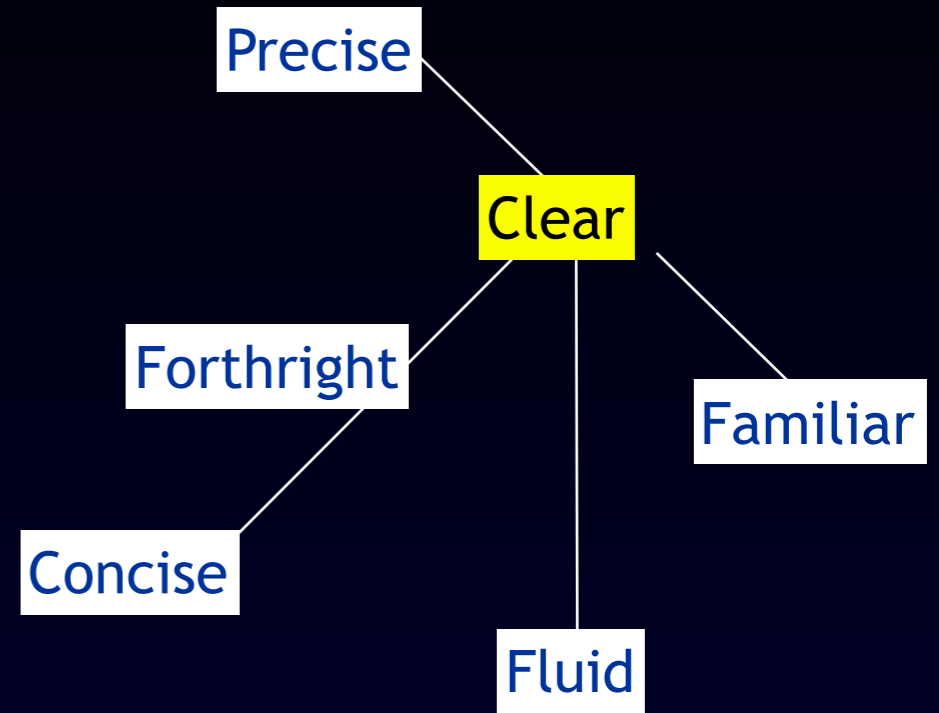 Precise
Clear
Forthright
Familiar
Concise
Fluid